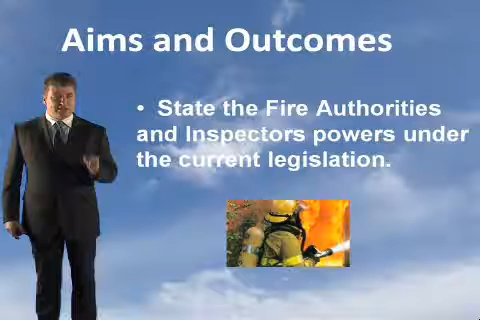 Aims and Outcomes
• State the Fire Authorities
and Inspectors powers under
the current legislation.